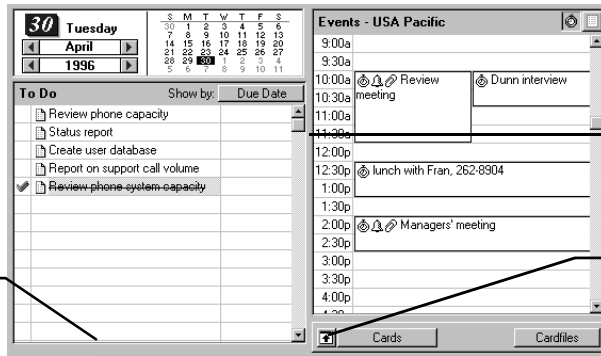 30 Tuesday
April
1996
S M T W T F S
30 1 2 3 4 5 6
7 8 9 10 11 12 13
14 15 16 17 18 19 20
21 22 23 24 25 26 27
28 29 30 1 2 3 4
5 6 7 8 9 10 11
To Do Show by: Due Date
Review phone capacity
Status report
Create user database
Report on support call volume
Review phone system capacity
Events - USA Pacific
9:00a
9:30a
10:00a Review meeting Dunn interview
10:30a
11:00a
11:30a
12:00p
12:30p lunch with Fran, 262-8904
1:00p
1:30p
2:00p Managers' meeting
2:30p
3:00p
3:30p
4:00p
Cards Cardfiles